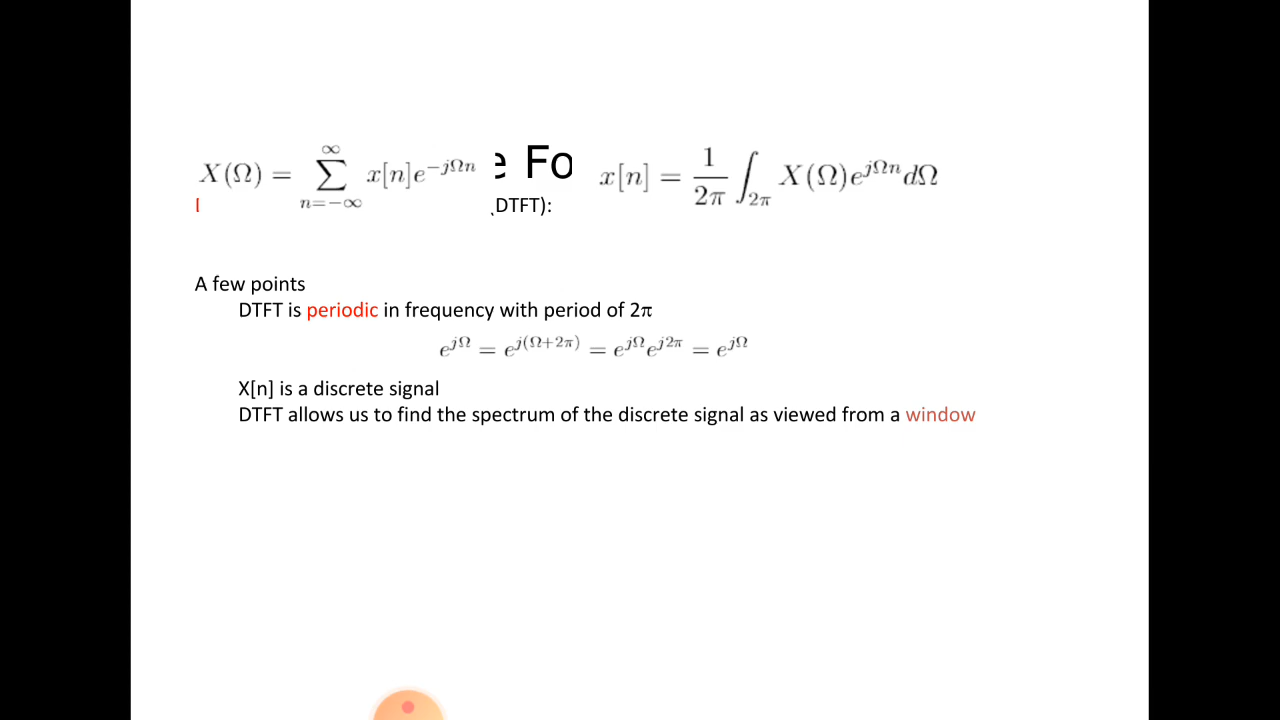 X(Ω) = ∑_{n=-∞}^{∞} x[n]e^{-jΩn}
Fo
x[n] = \frac{1}{2π} ∫_{2π} X(Ω)e^{jΩn}dΩ
DTFT):
A few points
DTFT is periodic in frequency with period of 2π
e^{jΩ} = e^{j(Ω+2π)} = e^{jΩ}e^{j2π} = e^{jΩ}
X[n] is a discrete signal
DTFT allows us to find the spectrum of the discrete signal as viewed from a window